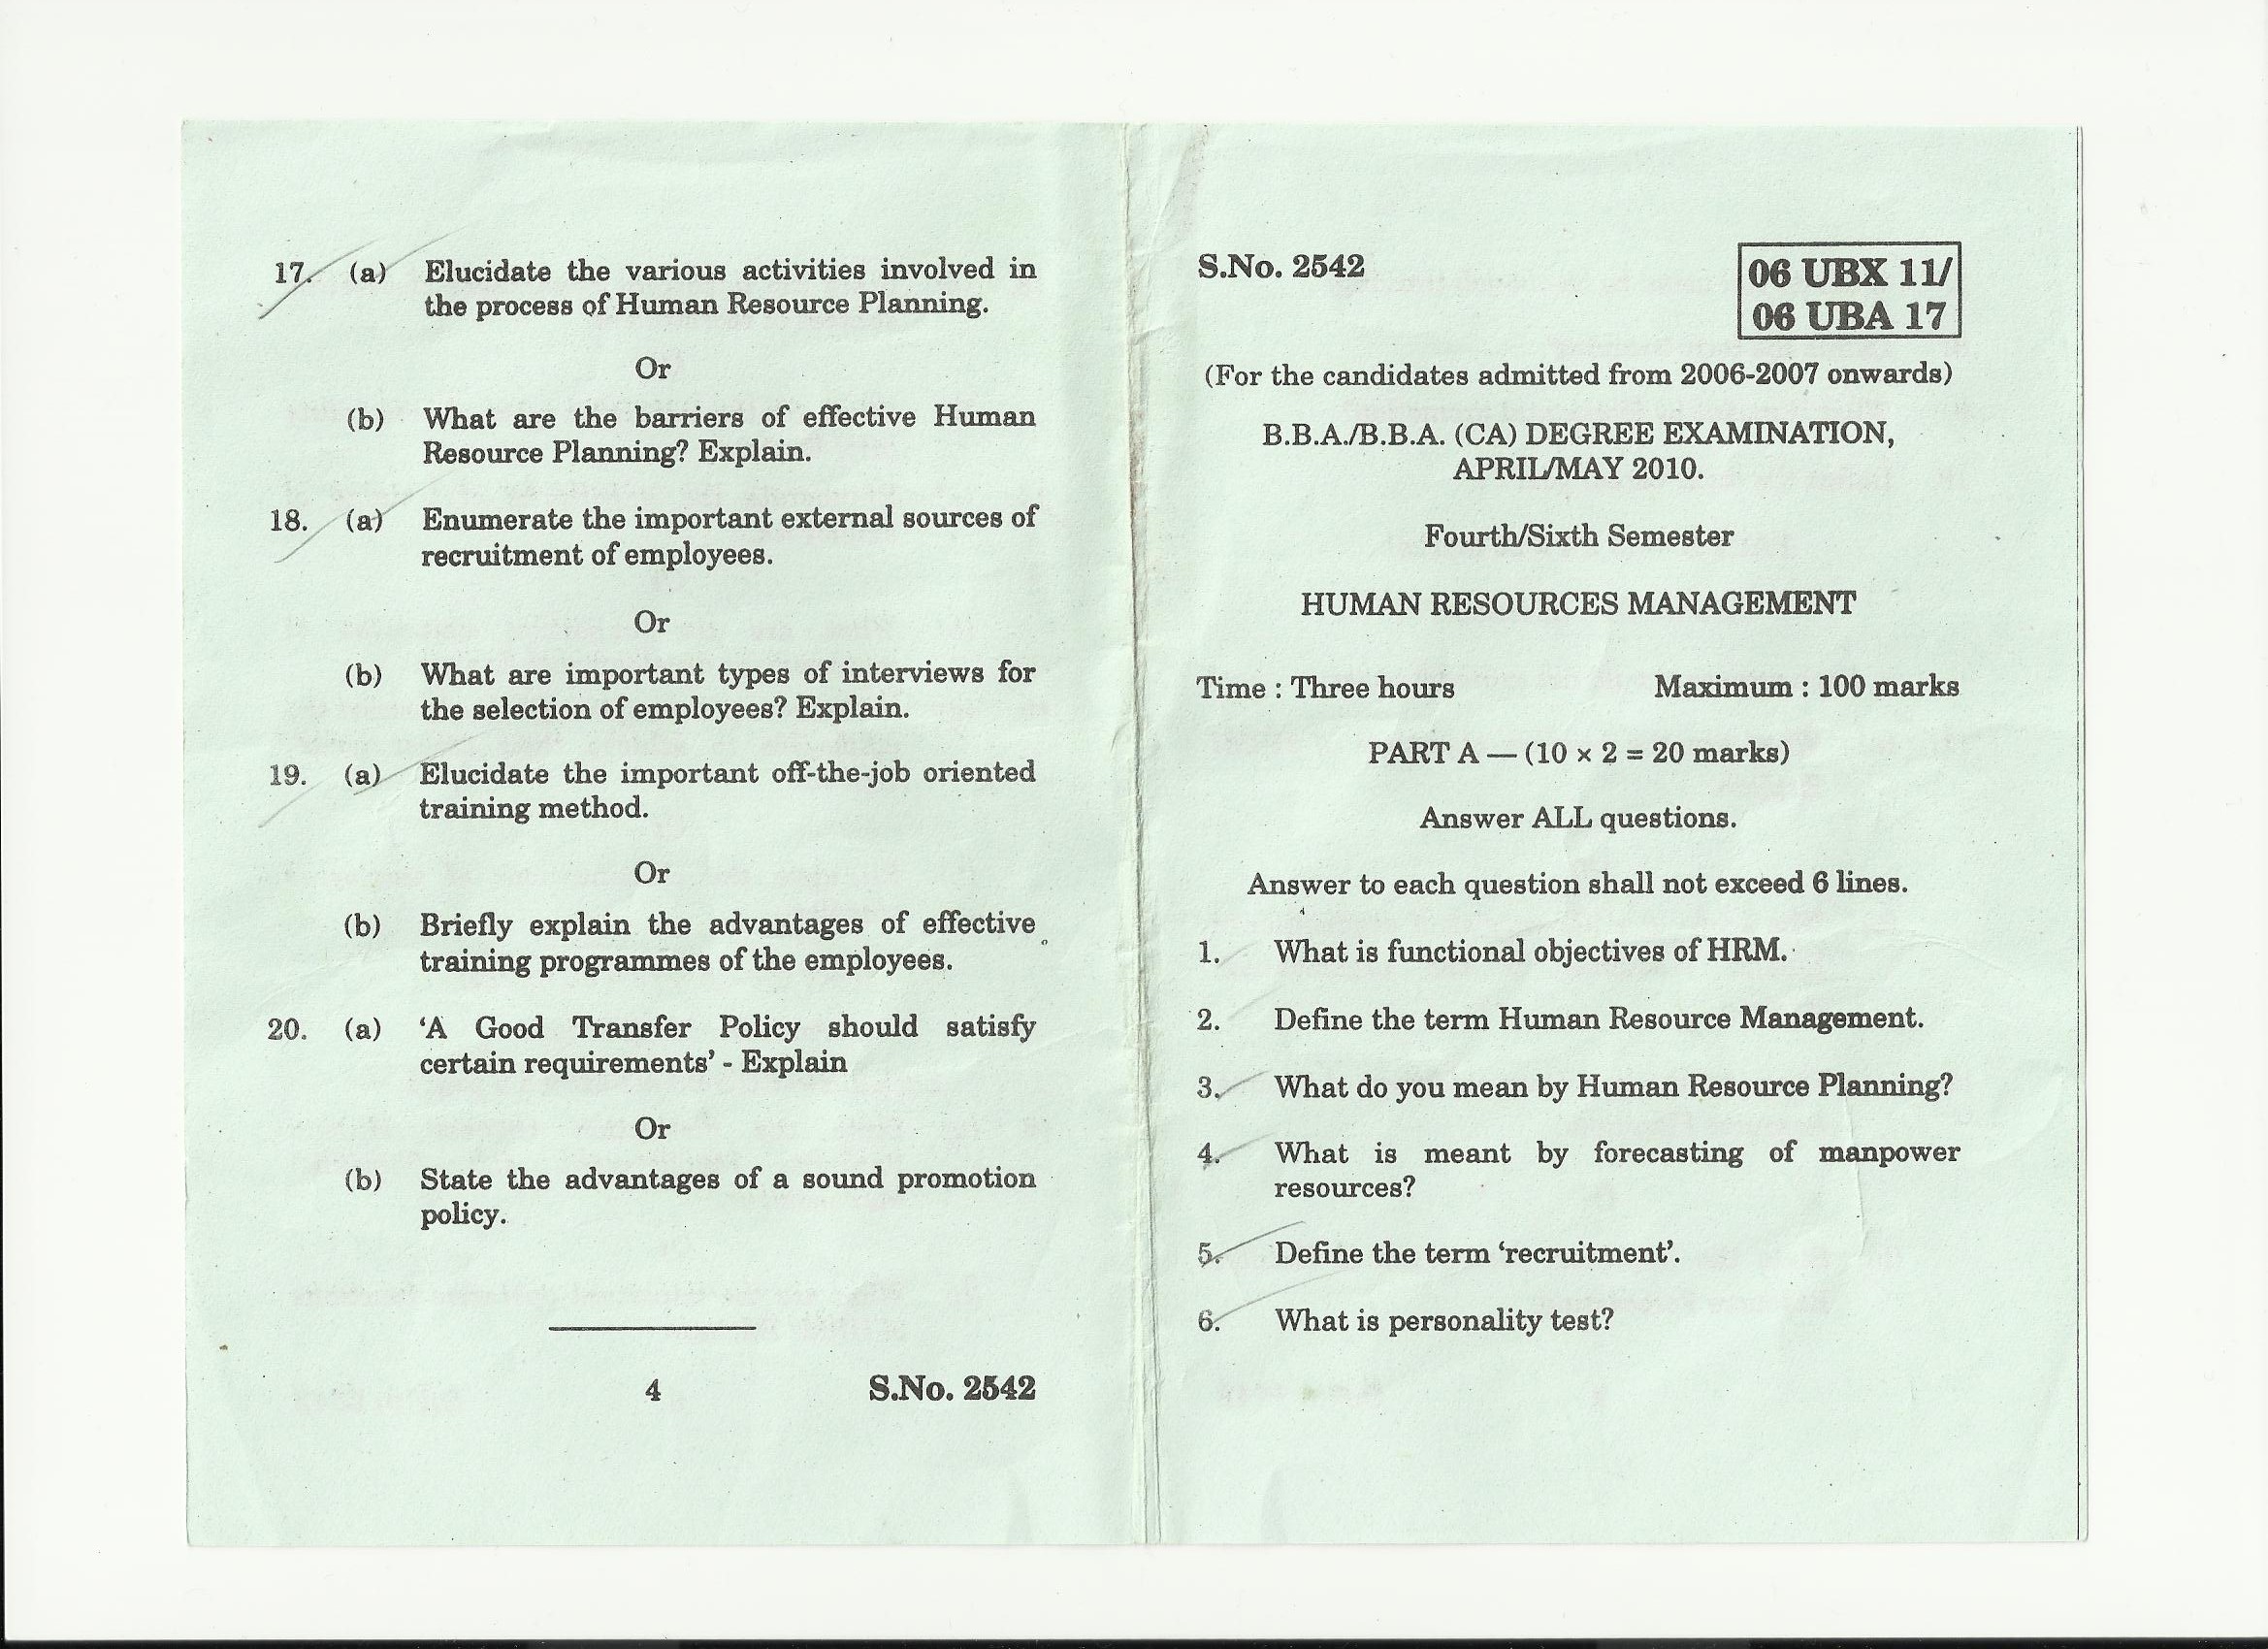 17. (a) Elucidate the various activities involved in
the process of Human Resource Planning.
Or
(b) What are the barriers of effective Human
Resource Planning? Explain.
18. (a) Enumerate the important external sources of
recruitment of employees.
Or
(b) What are important types of interviews for
the selection of employees? Explain.
19. (a) Elucidate the important off-the-job oriented
training method.
Or
(b) Briefly explain the advantages of effective
training programmes of the employees.
20. (a) ‘A Good Transfer Policy should satisfy
certain requirements’ - Explain
Or
(b) State the advantages of a sound promotion
policy.
4 S.No. 2542
S.No. 2542
06 UBX 11/
06 UBA 17
(For the candidates admitted from 2006-2007 onwards)
B.B.A./B.B.A. (CA) DEGREE EXAMINATION,
APRIL/MAY 2010.
Fourth/Sixth Semester
HUMAN RESOURCES MANAGEMENT
Time : Three hours Maximum : 100 marks
PART A — (10 × 2 = 20 marks)
Answer ALL questions.
Answer to each question shall not exceed 6 lines.
1. What is functional objectives of HRM.
2. Define the term Human Resource Management.
3. What do you mean by Human Resource Planning?
4. What is meant by forecasting of manpower
resources?
5. Define the term ‘recruitment’.
6. What is personality test?